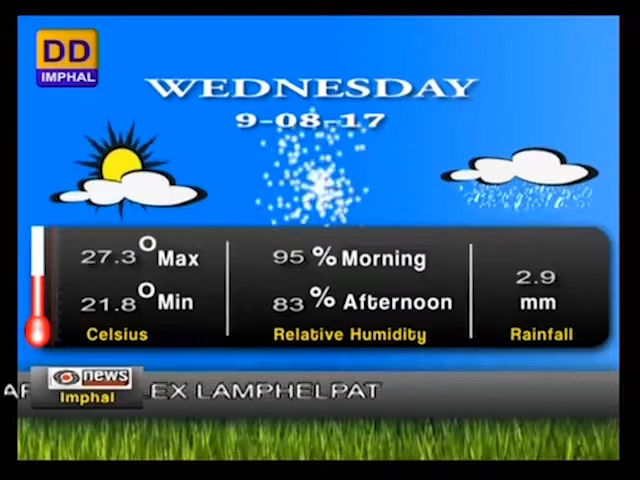 DD
IMPHAL
WEDNESDAY
9-08-17
27.3° Max
21.8° Min
Celsius
95 % Morning
83 % Afternoon
Relative Humidity
2.9
mm
Rainfall
news
Imphal
EX LAMPHELPAT